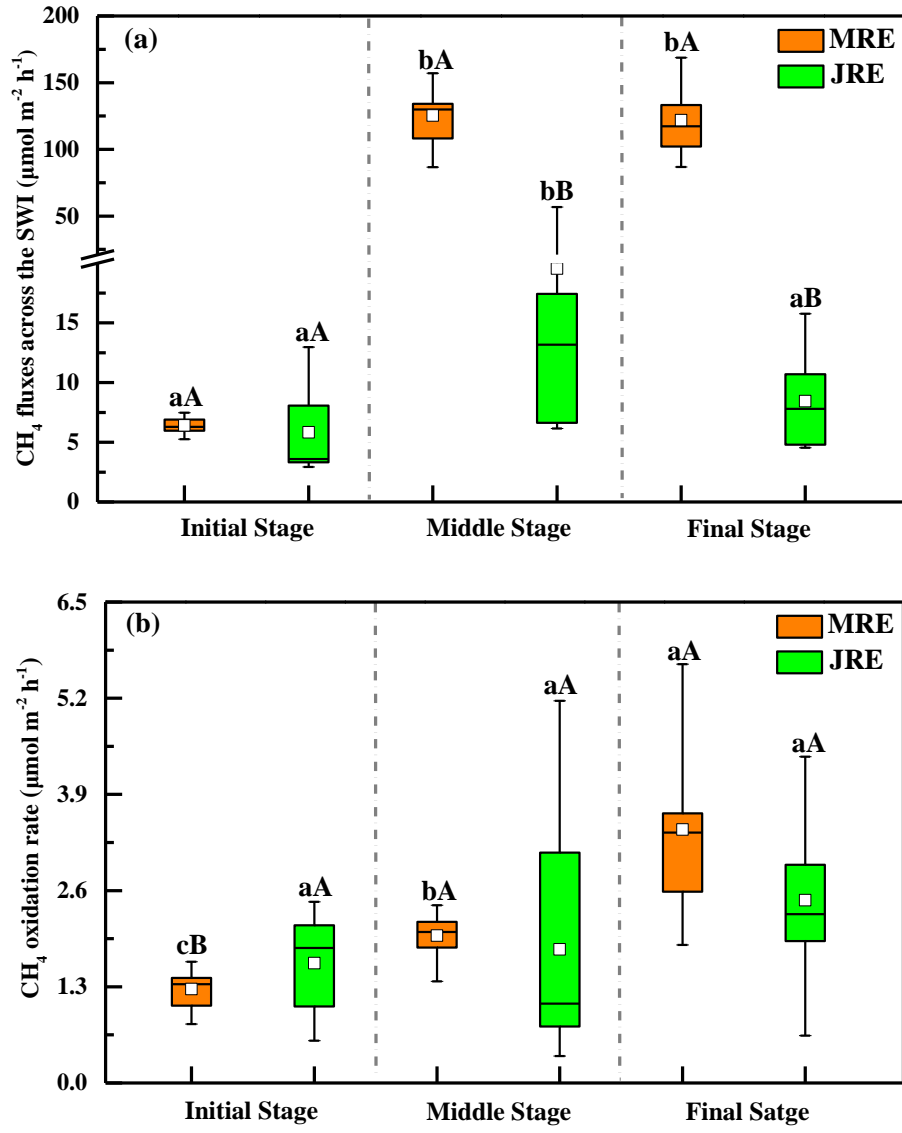 (a)
MRE
JRE
CH₄ fluxes across the SWI (μmol m⁻² h⁻¹)
200
150
100
50
15
10
5
0
aA
aA
bA
bB
bA
aB
Initial Stage
Middle Stage
Final Stage
(b)
MRE
JRE
CH₄ oxidation rate (μmol m⁻² h⁻¹)
6.5
5.2
3.9
2.6
1.3
0.0
cB
aA
bA
aA
aA
aA
Initial Stage
Middle Stage
Final Satge